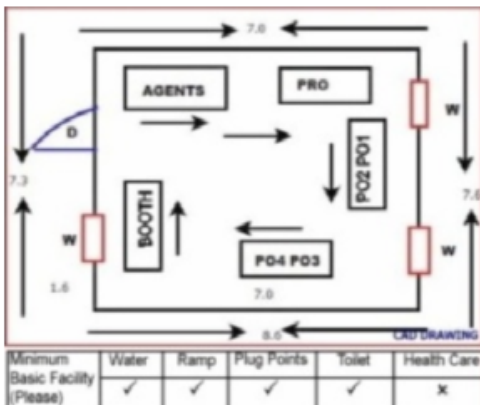 7.0
AGENTS
PRO
D
W
7.3
PO2 PO1
7.6
BOOTH
W
W
PO4 PO3
1.6
7.0
8.6
CAD DRAWING
Minimum Basic Facility (Please)
Water
Ramp
Plug Points
Toilet
Health Care
✓ ✓ ✓ ✓ x